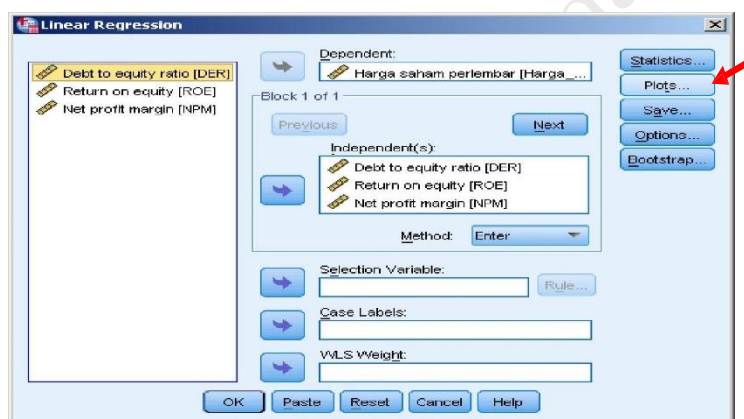 Linear Regression
Debt to equity ratio [DER]
Return on equity [ROE]
Net profit margin [NPM]
Dependent:
Harga saham perlembar [Harga_...
Block 1 of 1
Previous
Next
Independent(s):
Debt to equity ratio [DER]
Return on equity [ROE]
Net profit margin [NPM]
Method:
Enter
Selection Variable:
Rule...
Case Labels:
WLS Weight:
Statistics...
Plots...
Save...
Options...
Bootstrap...
OK Paste Reset Cancel Help